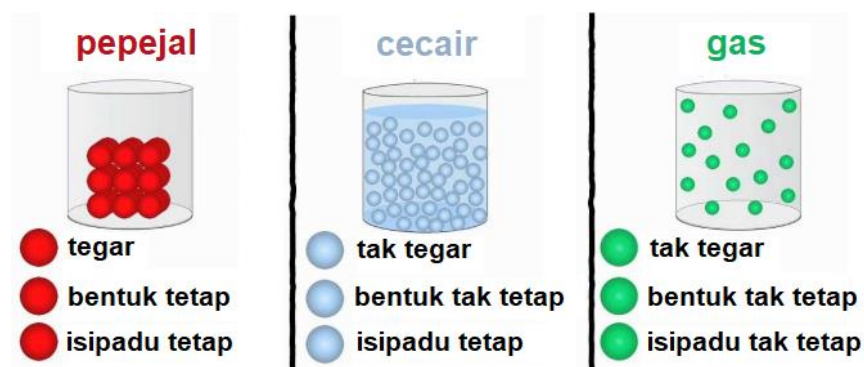 pepejal
tegar
bentuk tetap
isipadu tetap
cecair
tak tegar
bentuk tak tetap
isipadu tetap
gas
tak tegar
bentuk tak tetap
isipadu tak tetap